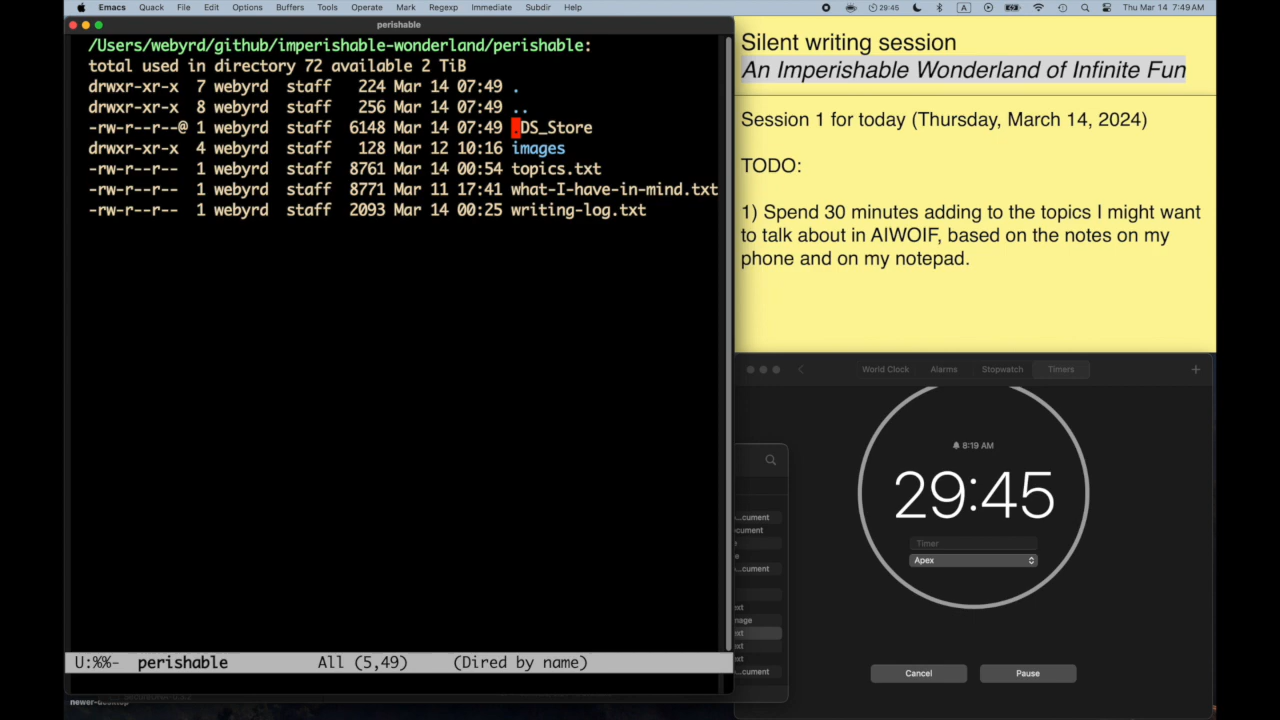 Emacs Quack File Edit Options Buffers Tools Operate Mark Regexp Immediate Subdir Help 29:45 A Thu Mar 14 7:49 AM
perishable
/Users/webyrd/github/imperishable-wonderland/perishable:
total used in directory 72 available 2 TiB
drwxr-xr-x 7 webyrd staff 224 Mar 14 07:49 .
drwxr-xr-x 8 webyrd staff 256 Mar 14 07:49 ..
-rw-r--r--@ 1 webyrd staff 6148 Mar 14 07:49 .DS_Store
drwxr-xr-x 4 webyrd staff 128 Mar 12 10:16 images
-rw-r--r-- 1 webyrd staff 8761 Mar 14 00:54 topics.txt
-rw-r--r-- 1 webyrd staff 8771 Mar 11 17:41 what-I-have-in-mind.txt
-rw-r--r-- 1 webyrd staff 2093 Mar 14 00:25 writing-log.txt
U:%%- perishable All (5,49) (Dired by name)
Silent writing session
An Imperishable Wonderland of Infinite Fun
Session 1 for today (Thursday, March 14, 2024)
TODO:
1) Spend 30 minutes adding to the topics I might want
to talk about in AIWOIF, based on the notes on my
phone and on my notepad.
World Clock Alarms Stopwatch Timers +
8:19 AM
29:45
Timer
Apex
Cancel Pause
...cument
ocument
e
...cument
ext
nage
ext
ext
ext
...cument